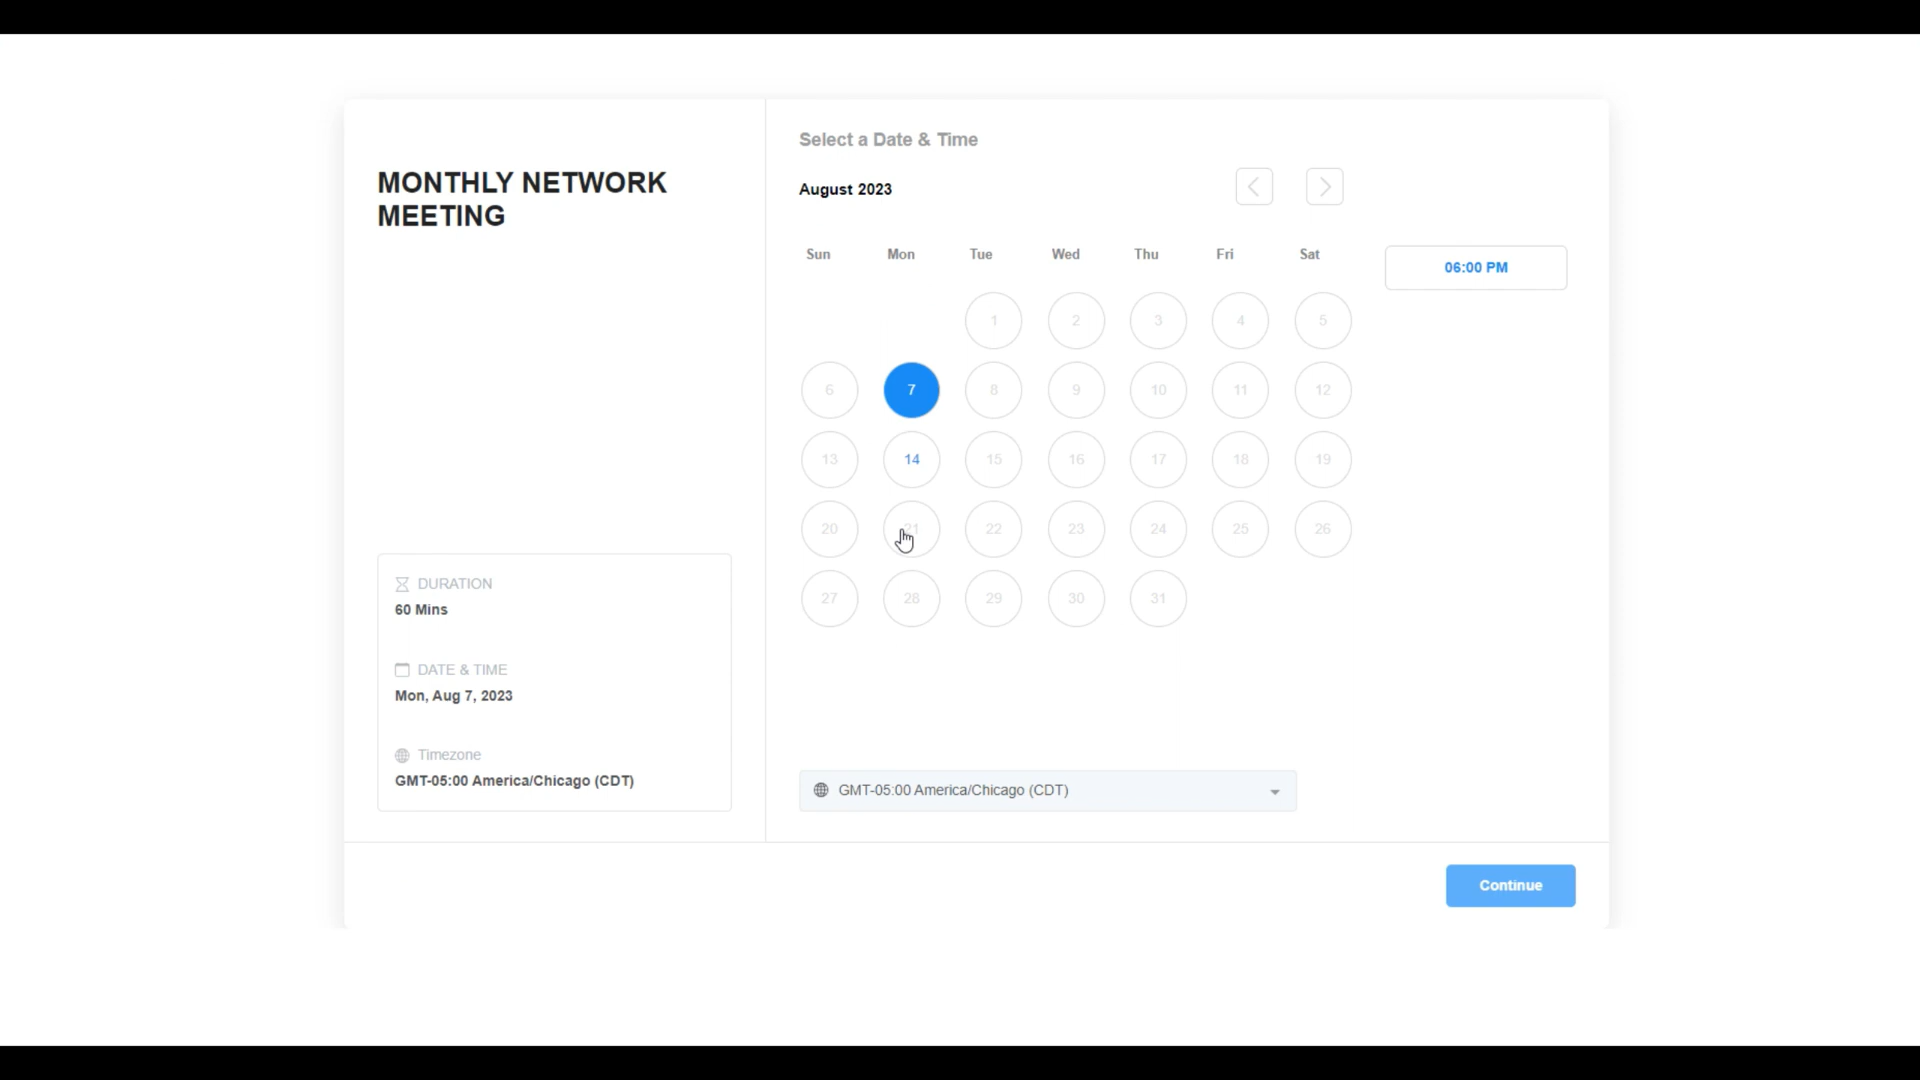 MONTHLY NETWORK
MEETING
DURATION
60 Mins
DATE & TIME
Mon, Aug 7, 2023
Timezone
GMT-05:00 America/Chicago (CDT)
Select a Date & Time
August 2023
Sun Mon Tue Wed Thu Fri Sat
1 2 3 4 5
6 7 8 9 10 11 12
13 14 15 16 17 18 19
20 21 22 23 24 25 26
27 28 29 30 31
06:00 PM
GMT-05:00 America/Chicago (CDT)
Continue